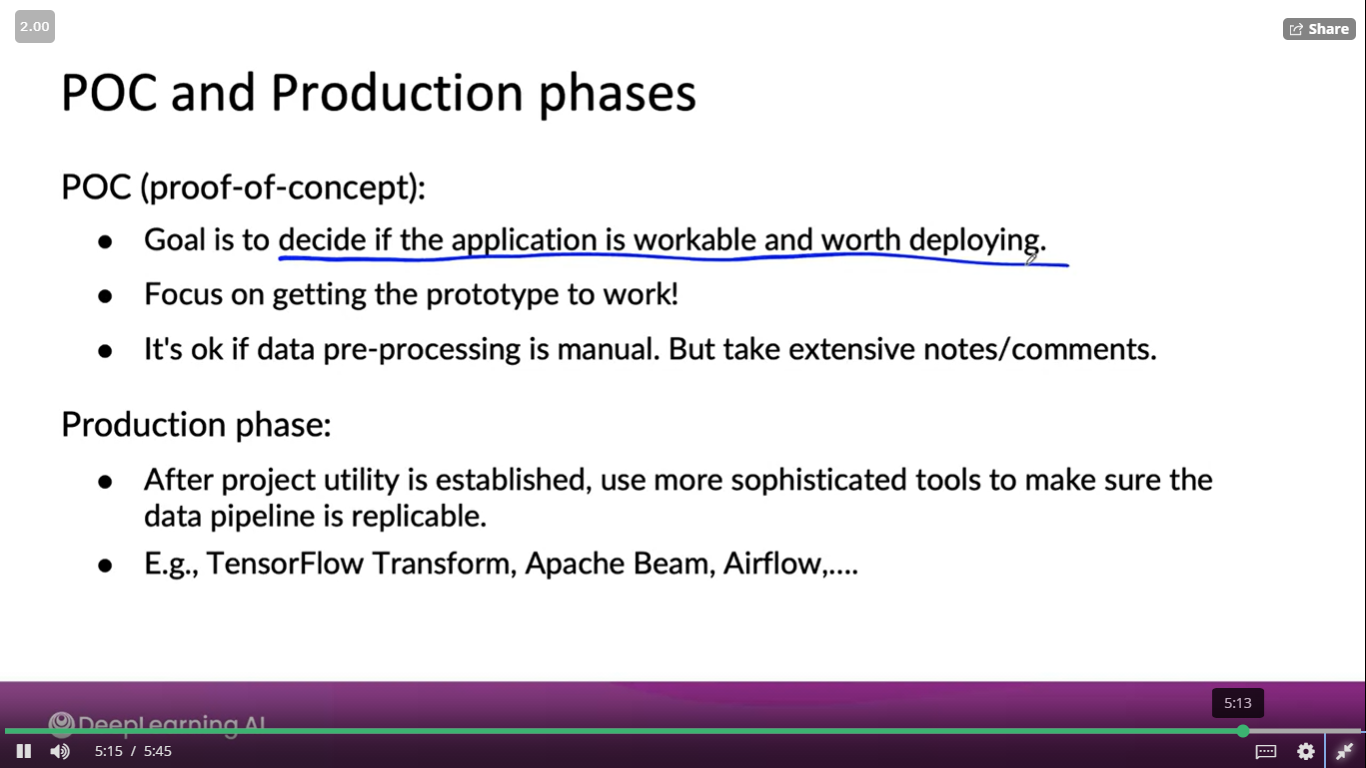 2.00
Share
POC and Production phases
POC (proof-of-concept):
● Goal is to decide if the application is workable and worth deploying.
● Focus on getting the prototype to work!
● It's ok if data pre-processing is manual. But take extensive notes/comments.
Production phase:
● After project utility is established, use more sophisticated tools to make sure the
data pipeline is replicable.
● E.g., TensorFlow Transform, Apache Beam, Airflow,....
5:13
DeepLearning.AI
5:15 / 5:45